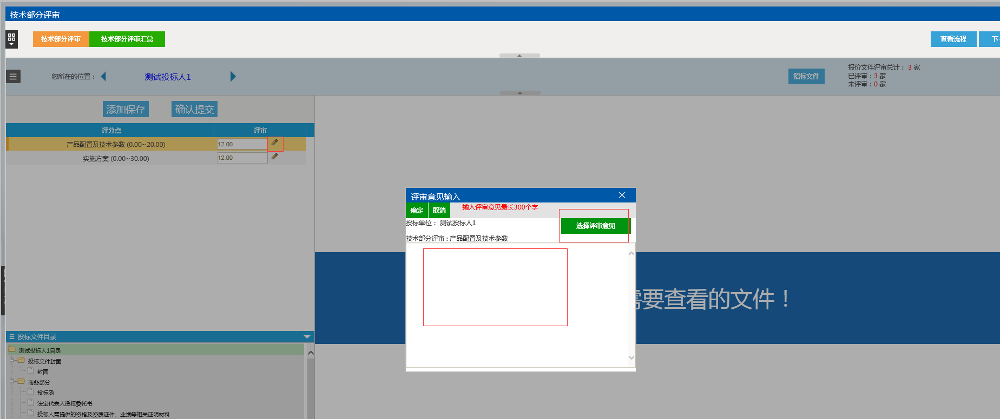 技术部分评审
技术部分评审
技术部分评审汇总
查看流程
下一
您所在的位置：
测试投标人1
招标文件
报价文件评审总计： 3 家
已评审：3 家
未评审：0 家
添加保存
确认提交
评分点
评审
产品配置及技术参数 (0.00~20.00)
12.00
实施方案 (0.00~30.00)
12.00
评审意见输入
确定
取消
输入评审意见最长300个字
投标单位： 测试投标人1
选择评审意见
技术部分评审 : 产品配置及技术参数
需要查看的文件！
投标文件目录
测试投标人1目录
投标文件封面
封面
商务部分
投标函
法定代表人授权委托书
投标人需提供的资格及资质证件、业绩等相关证明材料